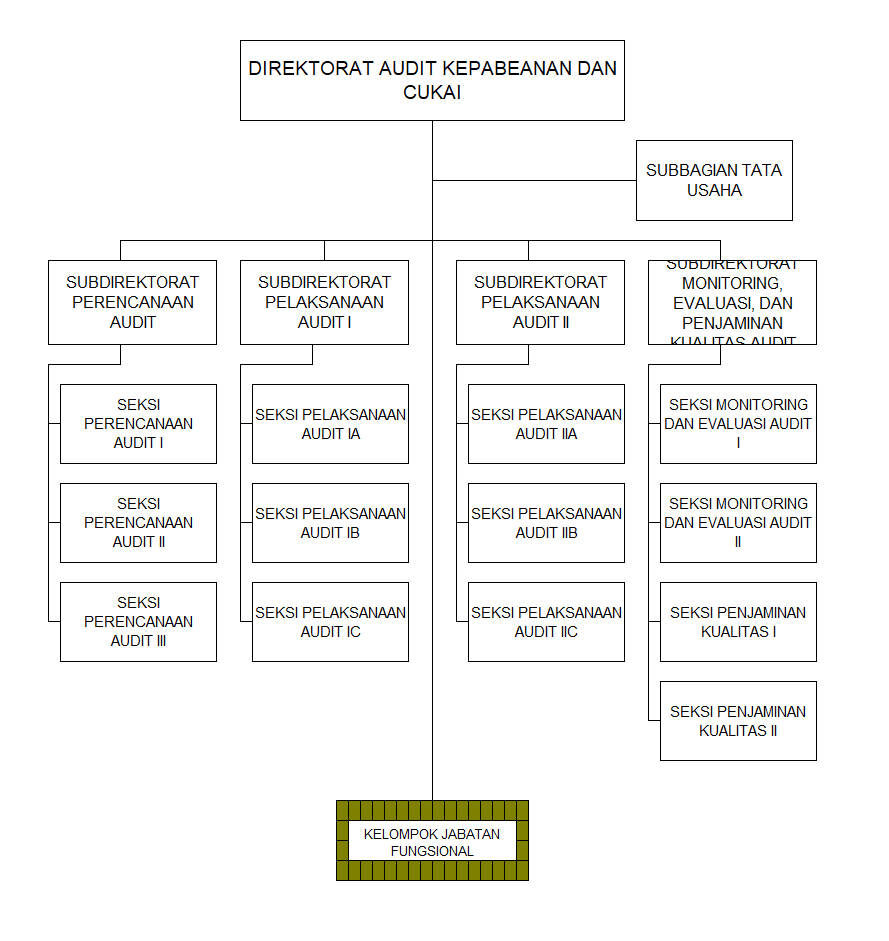 DIREKTORAT AUDIT KEPABEANAN DAN
CUKAI
SUBBAGIAN TATA
USAHA
SUBDIREKTORAT
PERENCANAAN
AUDIT
SUBDIREKTORAT
PELAKSANAAN
AUDIT I
SUBDIREKTORAT
PELAKSANAAN
AUDIT II
SUBDIREKTORAT
MONITORING,
EVALUASI, DAN
PENJAMINAN
KUALITAS AUDIT
SEKSI
PERENCANAAN
AUDIT I
SEKSI PELAKSANAAN
AUDIT IA
SEKSI PELAKSANAAN
AUDIT IIA
SEKSI MONITORING
DAN EVALUASI AUDIT
I
SEKSI
PERENCANAAN
AUDIT II
SEKSI PELAKSANAAN
AUDIT IB
SEKSI PELAKSANAAN
AUDIT IIB
SEKSI MONITORING
DAN EVALUASI AUDIT
II
SEKSI
PERENCANAAN
AUDIT III
SEKSI PELAKSANAAN
AUDIT IC
SEKSI PELAKSANAAN
AUDIT IIC
SEKSI PENJAMINAN
KUALITAS I
SEKSI PENJAMINAN
KUALITAS II
KELOMPOK JABATAN
FUNGSIONAL